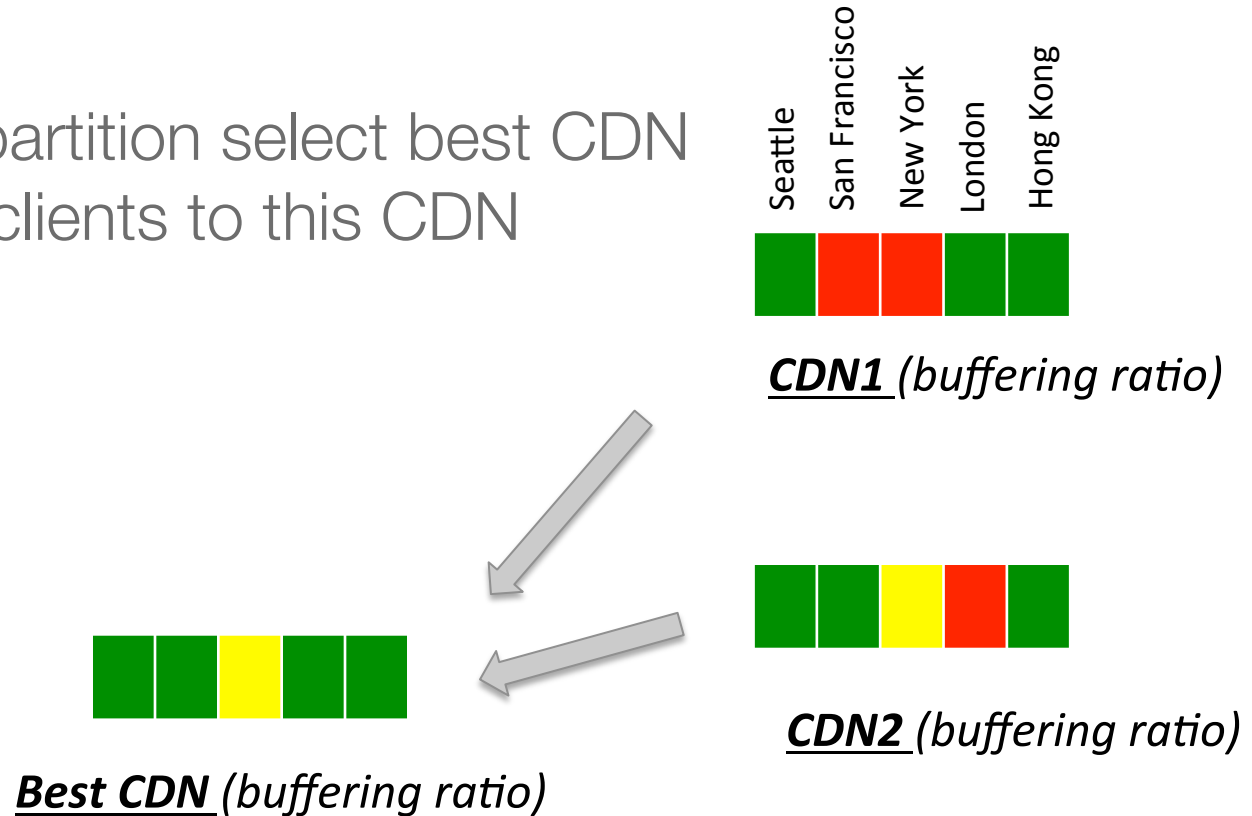 partition select best CDN
clients to this CDN
Seattle
San Francisco
New York
London
Hong Kong
CDN1 (buffering ratio)
CDN2 (buffering ratio)
Best CDN (buffering ratio)